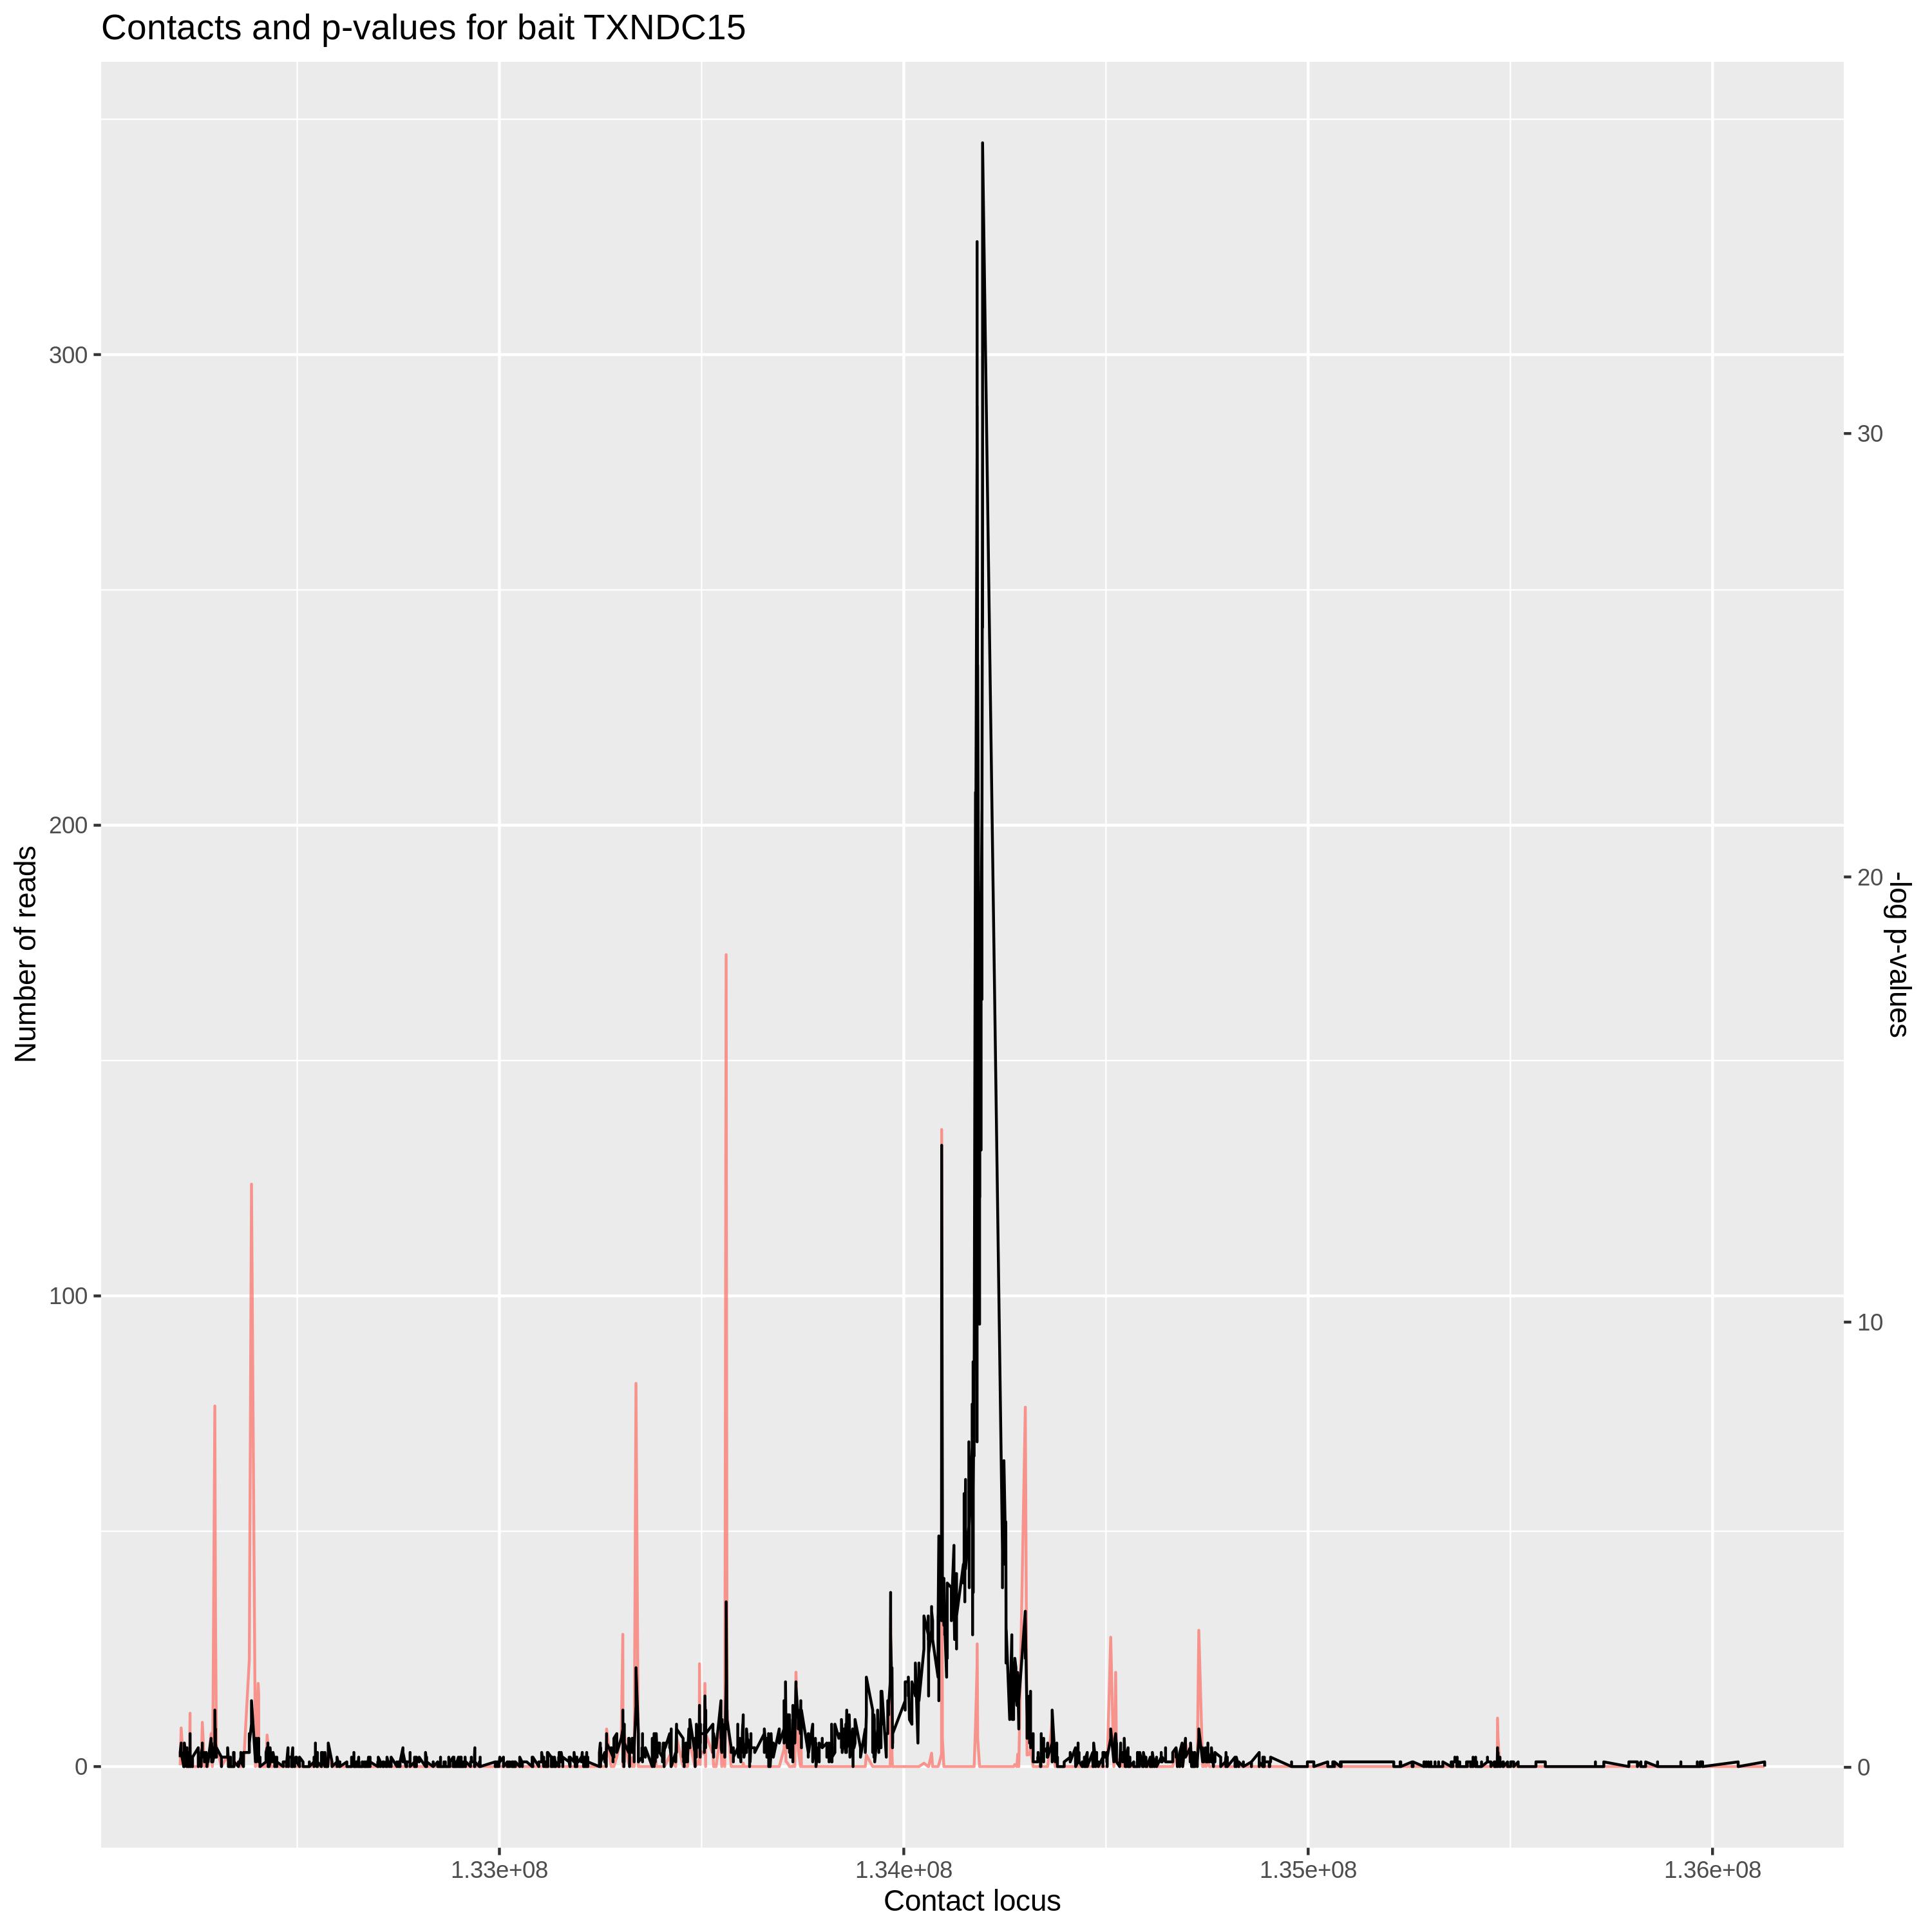 Contacts and p-values for bait TXNDC15
300
200
100
0
Number of reads
30
20
10
0
-log p-values
1.33e+08
1.34e+08
1.35e+08
1.36e+08
Contact locus